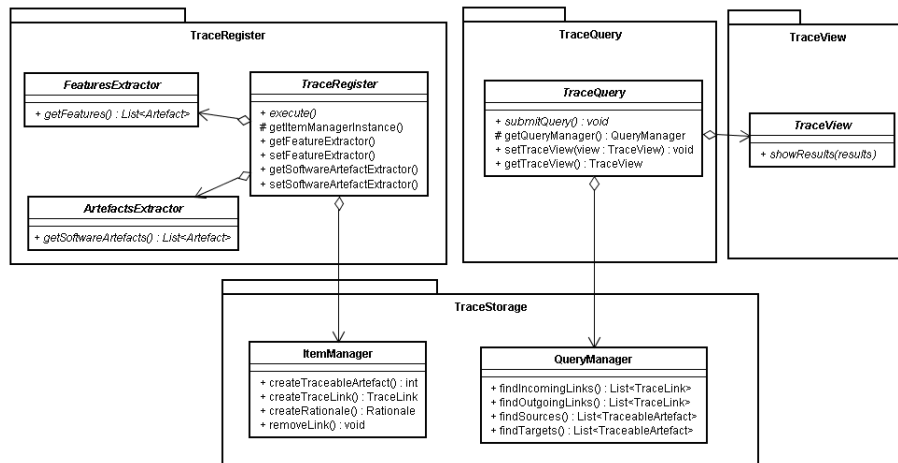 TraceRegister
FeaturesExtractor
+ getFeatures() : List<Artefact>
TraceRegister
+ execute()
# getItemManagerInstance()
+ getFeatureExtractor()
+ setFeatureExtractor()
+ getSoftwareArtefactExtractor()
+ setSoftwareArtefactExtractor()
ArtefactsExtractor
+ getSoftwareArtefacts() : List<Artefact>
TraceQuery
TraceQuery
+ submitQuery() : void
# getQueryManager() : QueryManager
+ setTraceView(view : TraceView) : void
+ getTraceView() : TraceView
TraceView
TraceView
+ showResults(results)
TraceStorage
ItemManager
+ createTraceableArtefact() : int
+ createTraceLink() : TraceLink
+ createRationale() : Rationale
+ removeLink() : void
QueryManager
+ findIncomingLinks() : List<TraceLink>
+ findOutgoingLinks() : List<TraceLink>
+ findSources() : List<TraceableArtefact>
+ findTargets() : List<TraceableArtefact>